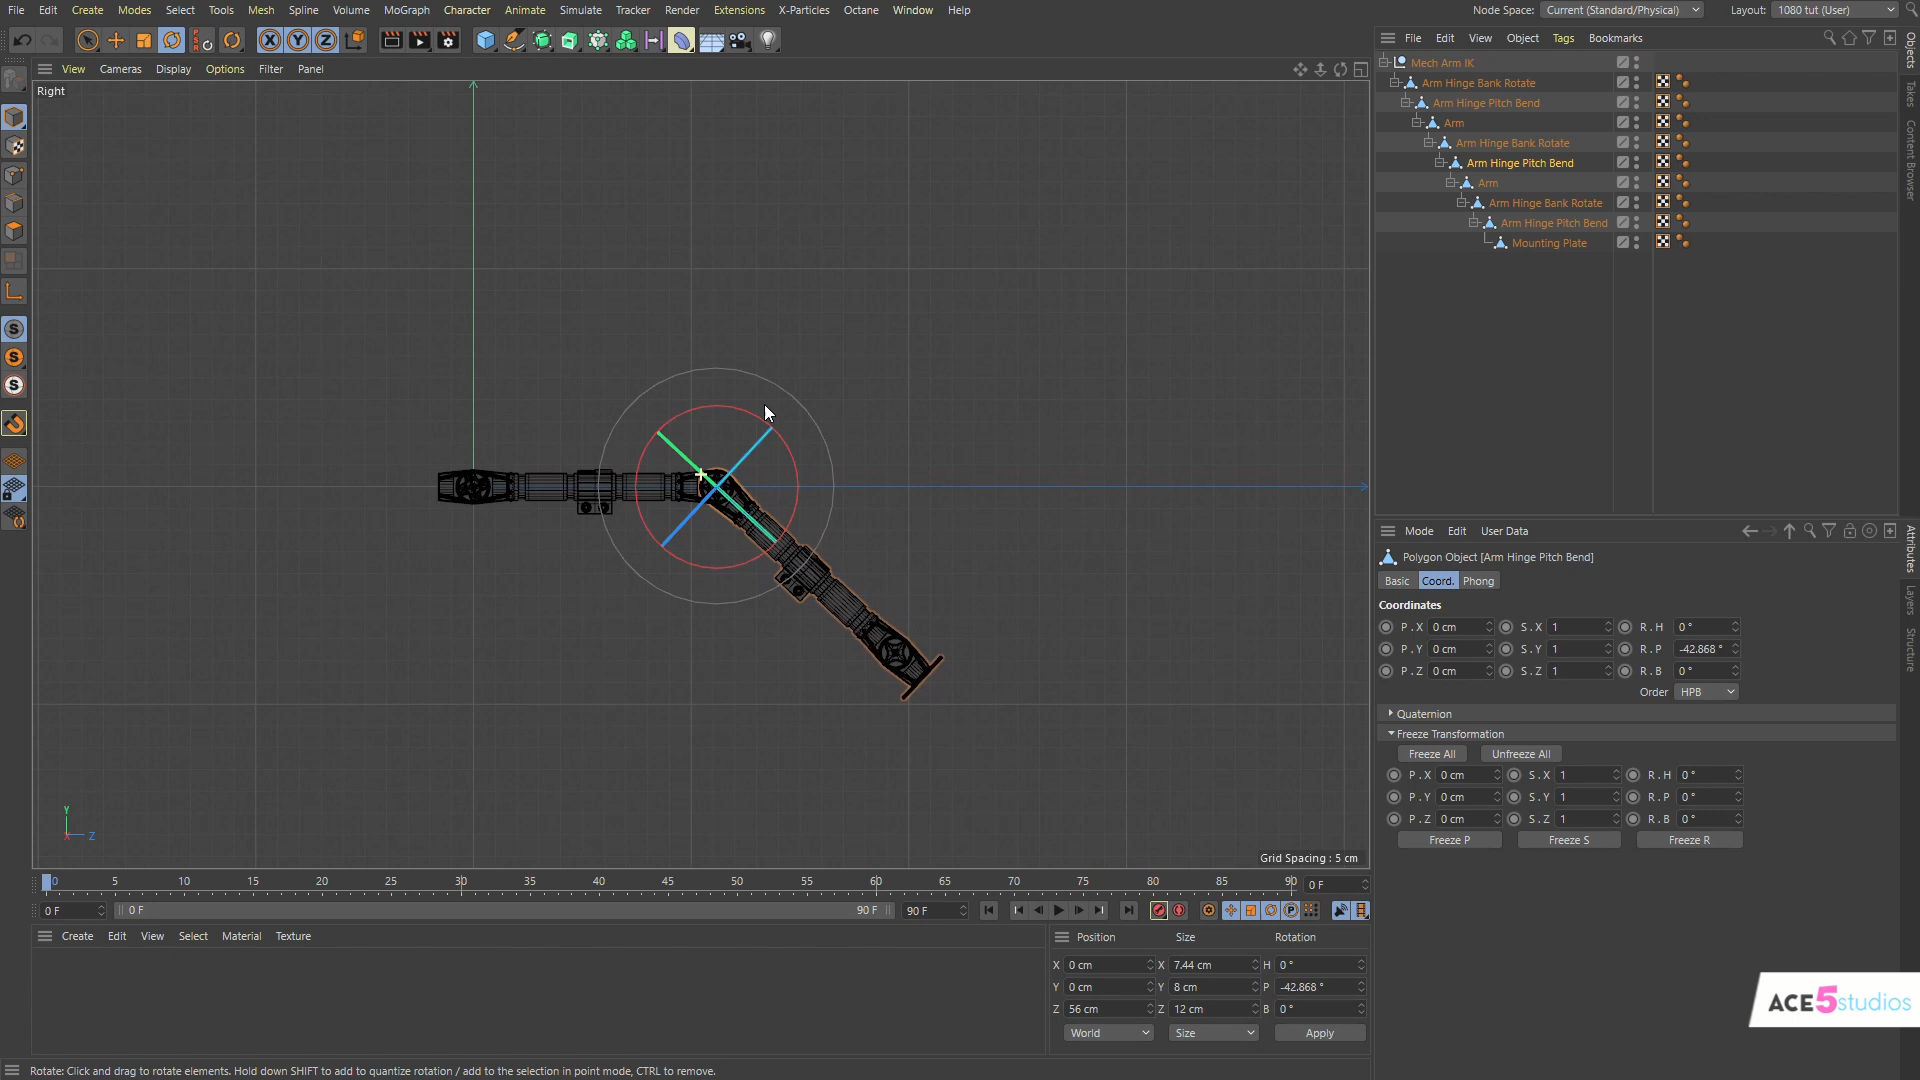 File Edit Create Modes Select Tools Mesh Spline Volume MoGraph Character Animate Simulate Tracker Render Extensions X-Particles Octane Window Help
Node Space: Current (Standard/Physical) Layout: 1080 tut (User)
X Y Z
File Edit View Object Tags Bookmarks
View Cameras Display Options Filter Panel
Right
Mech Arm IK
Arm Hinge Bank Rotate
Arm Hinge Pitch Bend
Arm
Arm Hinge Bank Rotate
Arm Hinge Pitch Bend
Arm
Arm Hinge Bank Rotate
Arm Hinge Pitch Bend
Mounting Plate
Objects
Takes
Content Browser
Attributes
Layers
Structure
Mode Edit User Data
Polygon Object [Arm Hinge Pitch Bend]
Basic Coord. Phong
Coordinates
P . X 0 cm S . X 1 R . H 0 °
P . Y 0 cm S . Y 1 R . P -42.868 °
P . Z 0 cm S . Z 1 R . B 0 °
Order HPB
Quaternion
Freeze Transformation
Freeze All Unfreeze All
P . X 0 cm S . X 1 R . H 0 °
P . Y 0 cm S . Y 1 R . P 0 °
P . Z 0 cm S . Z 1 R . B 0 °
Freeze P Freeze S Freeze R
Y
X Z
Grid Spacing : 5 cm
0 5 10 15 20 25 30 35 40 45 50 55 60 65 70 75 80 85 90 0 F
0 F 0 F 90 F 90 F
Create Edit View Select Material Texture
Position Size Rotation
X 0 cm X 7.44 cm H 0 °
Y 0 cm Y 8 cm P -42.868 °
Z 56 cm Z 12 cm B 0 °
World Size Apply
ACE5studios
Rotate: Click and drag to rotate elements. Hold down SHIFT to add to quantize rotation / add to the selection in point mode, CTRL to remove.